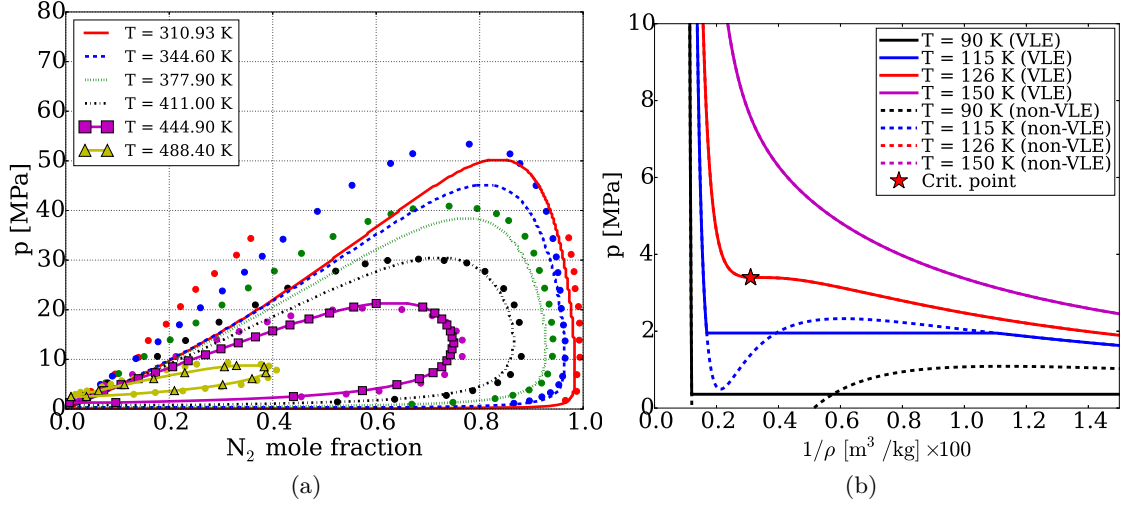 80
70
60
50
40
30
20
10
0
p [MPa]
T = 310.93 K
T = 344.60 K
T = 377.90 K
T = 411.00 K
T = 444.90 K
T = 488.40 K
0.0 0.2 0.4 0.6 0.8 1.0
N₂ mole fraction
(a)
10
8
6
4
2
0
p [MPa]
T = 90 K (VLE)
T = 115 K (VLE)
T = 126 K (VLE)
T = 150 K (VLE)
T = 90 K (non-VLE)
T = 115 K (non-VLE)
T = 126 K (non-VLE)
T = 150 K (non-VLE)
Crit. point
0.0 0.2 0.4 0.6 0.8 1.0 1.2 1.4
1/ρ [m³ /kg] ×100
(b)